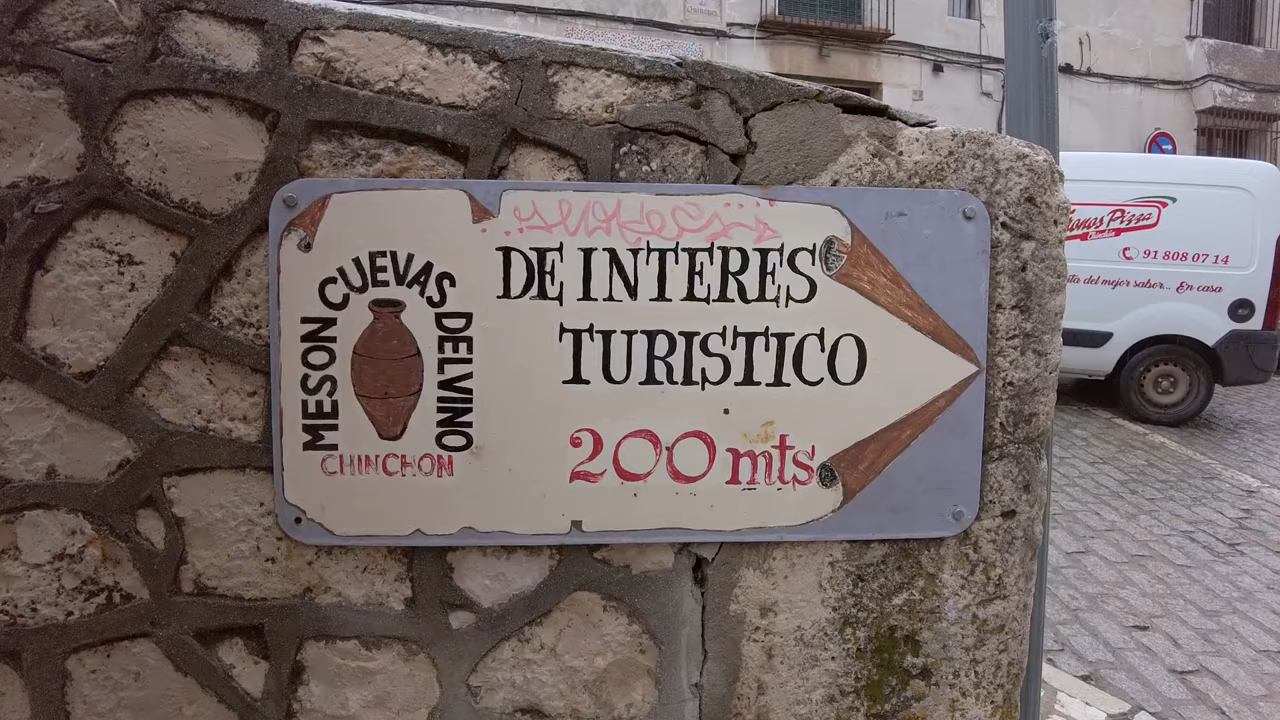 MESON CUEVAS DEL VINO
CHINCHON
DE INTERES
TURISTICO
200 mts
Pizza
Chinchón
91 808 07 14
del mejor sabor... En casa